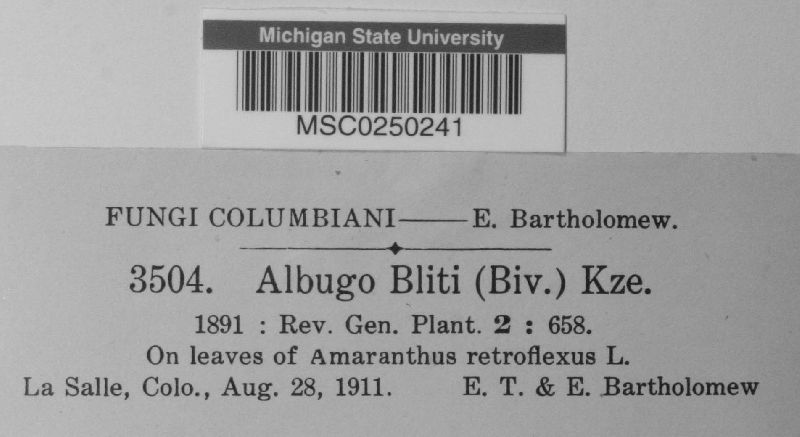 Michigan State University
MSC0250241
FUNGI COLUMBIANI——E. Bartholomew.
3504. Albugo Bliti (Biv.) Kze.
1891 : Rev. Gen. Plant. 2 : 658.
On leaves of Amaranthus retroflexus L.
La Salle, Colo., Aug. 28, 1911. E. T. & E. Bartholomew